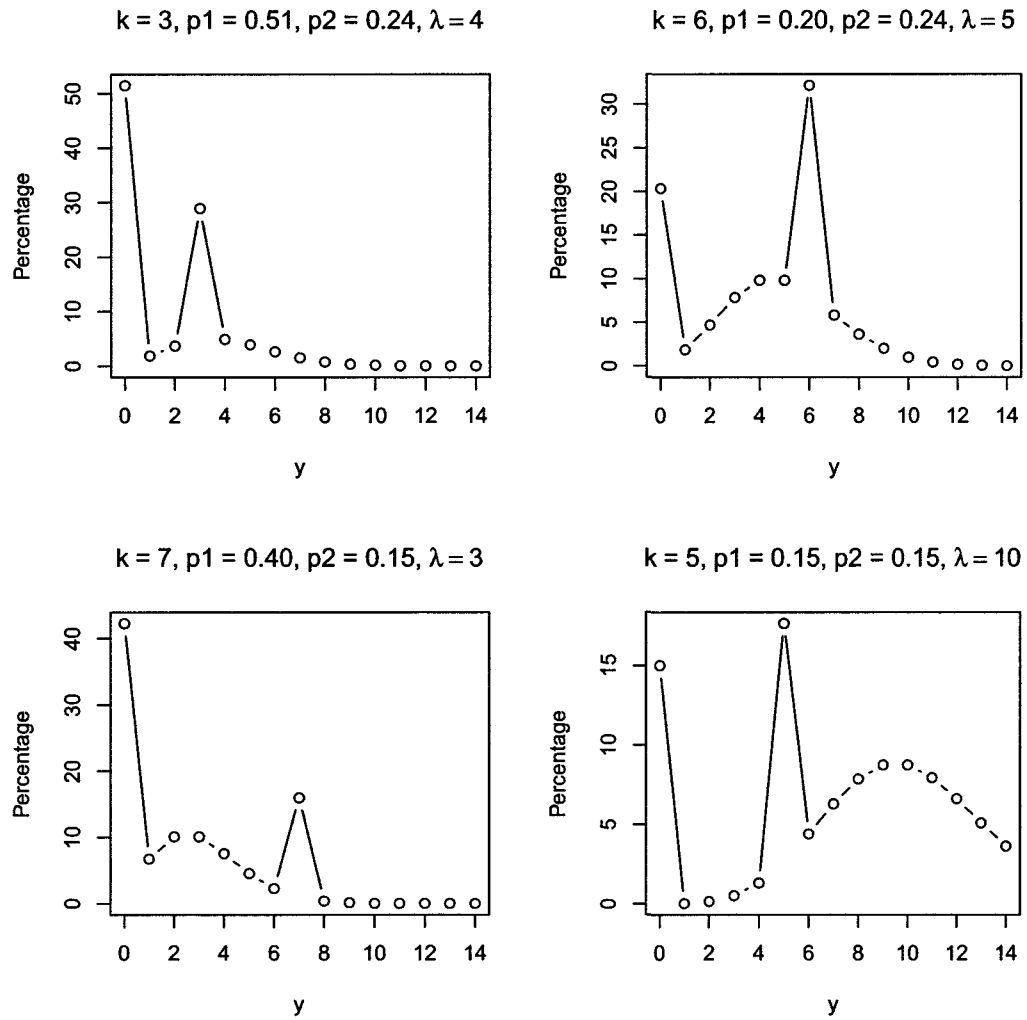 k = 3, p1 = 0.51, p2 = 0.24, λ = 4
Percentage
50
40
30
20
10
0
0 2 4 6 8 10 12 14
y
k = 6, p1 = 0.20, p2 = 0.24, λ = 5
Percentage
30
25
20
15
10
5
0
0 2 4 6 8 10 12 14
y
k = 7, p1 = 0.40, p2 = 0.15, λ = 3
Percentage
40
30
20
10
0
0 2 4 6 8 10 12 14
y
k = 5, p1 = 0.15, p2 = 0.15, λ = 10
Percentage
15
10
5
0
0 2 4 6 8 10 12 14
y